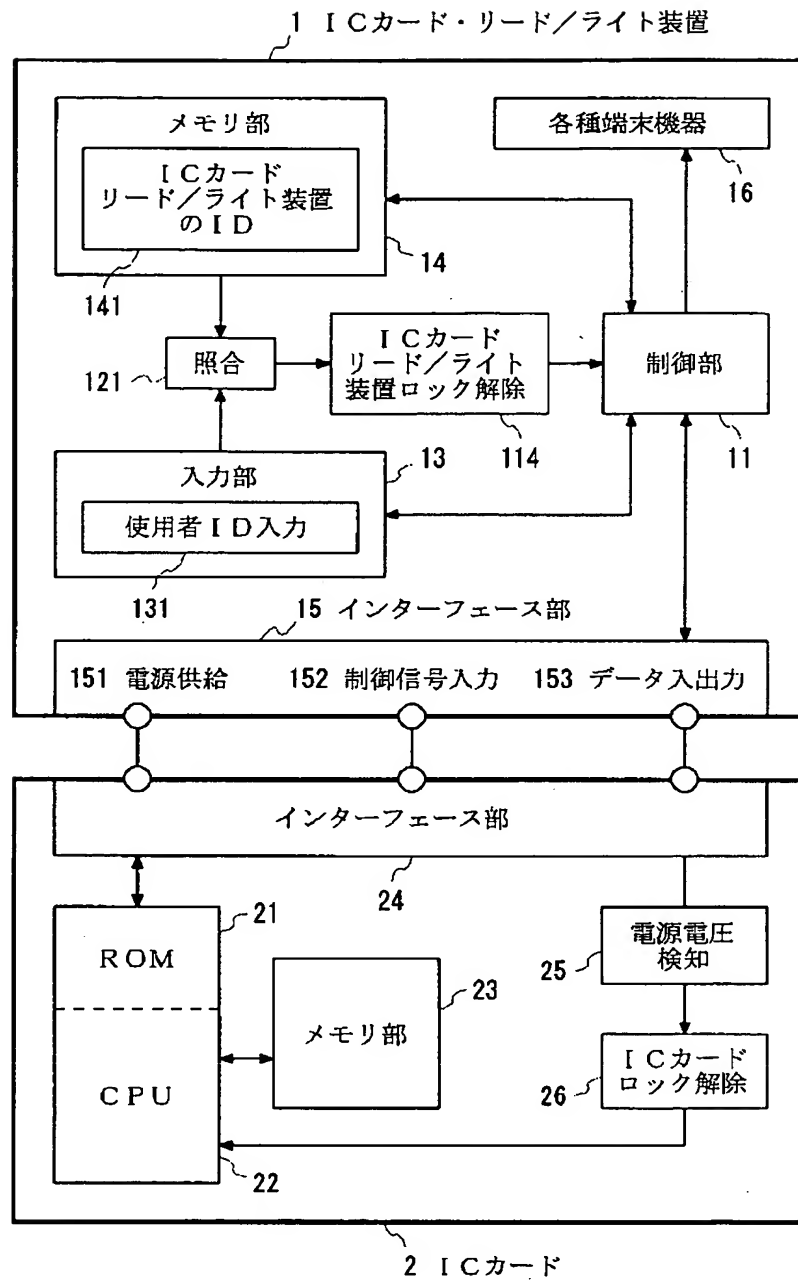 1 ICカード・リード／ライト装置
メモリ部
ICカード
リード／ライト装置
のID
141
14
各種端末機器
16
照合
121
ICカード
リード／ライト
装置ロック解除
114
制御部
11
入力部
13
使用者ID入力
131
15 インターフェース部
151 電源供給
152 制御信号入力
153 データ入出力
インターフェース部
24
ROM
21
CPU
22
メモリ部
23
電源電圧
検知
25
ICカード
ロック解除
26
2 ICカード